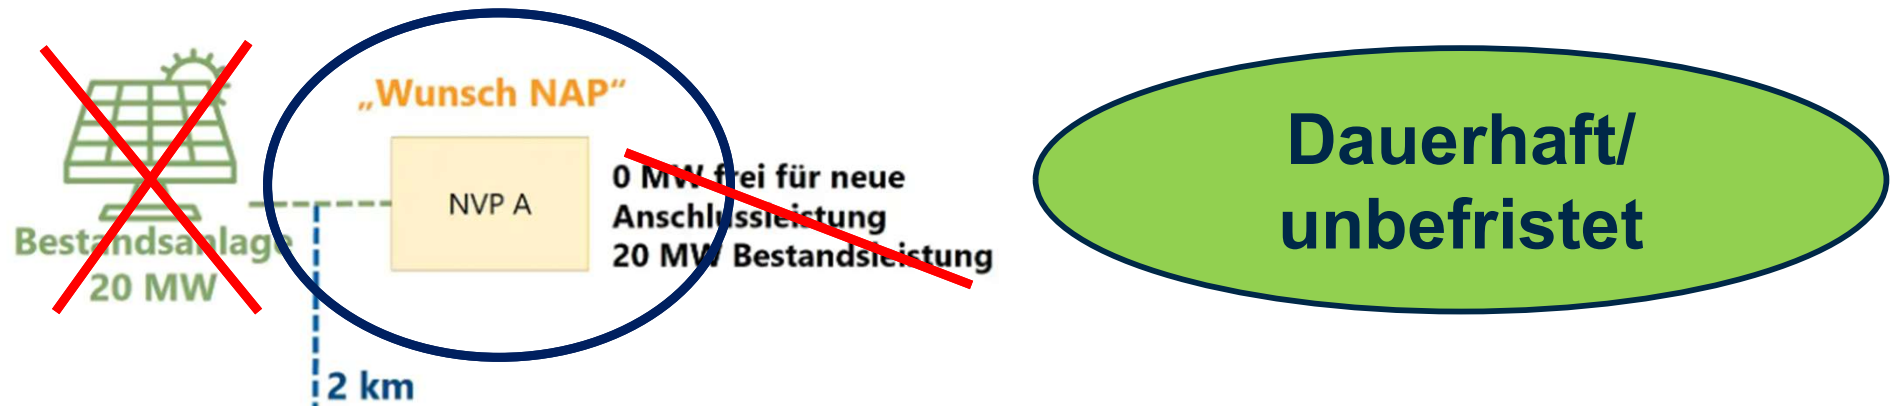 „Wunsch NAP“
NVP A
0 MW frei für neue
Anschlussleistung
20 MW Bestandsleistung
Bestandsanlage
20 MW
2 km
Dauerhaft/
unbefristet